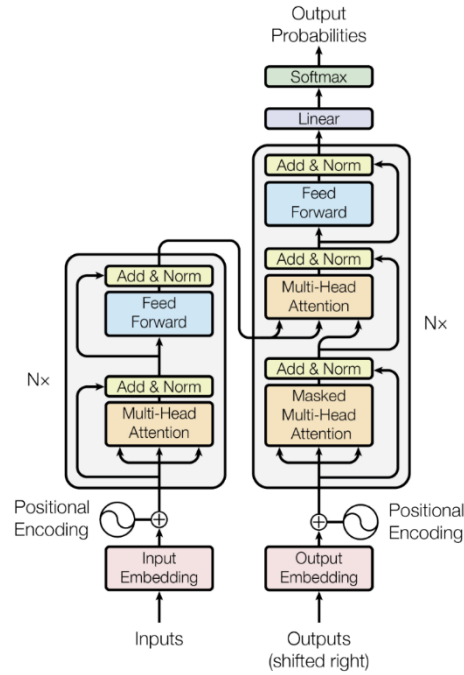 Output
Probabilities
Softmax
Linear
Add & Norm
Feed
Forward
Add & Norm
Multi-Head
Attention
Add & Norm
Masked
Multi-Head
Attention
Nx
Add & Norm
Feed
Forward
Add & Norm
Multi-Head
Attention
Nx
Positional
Encoding
Positional
Encoding
Input
Embedding
Output
Embedding
Inputs
Outputs
(shifted right)